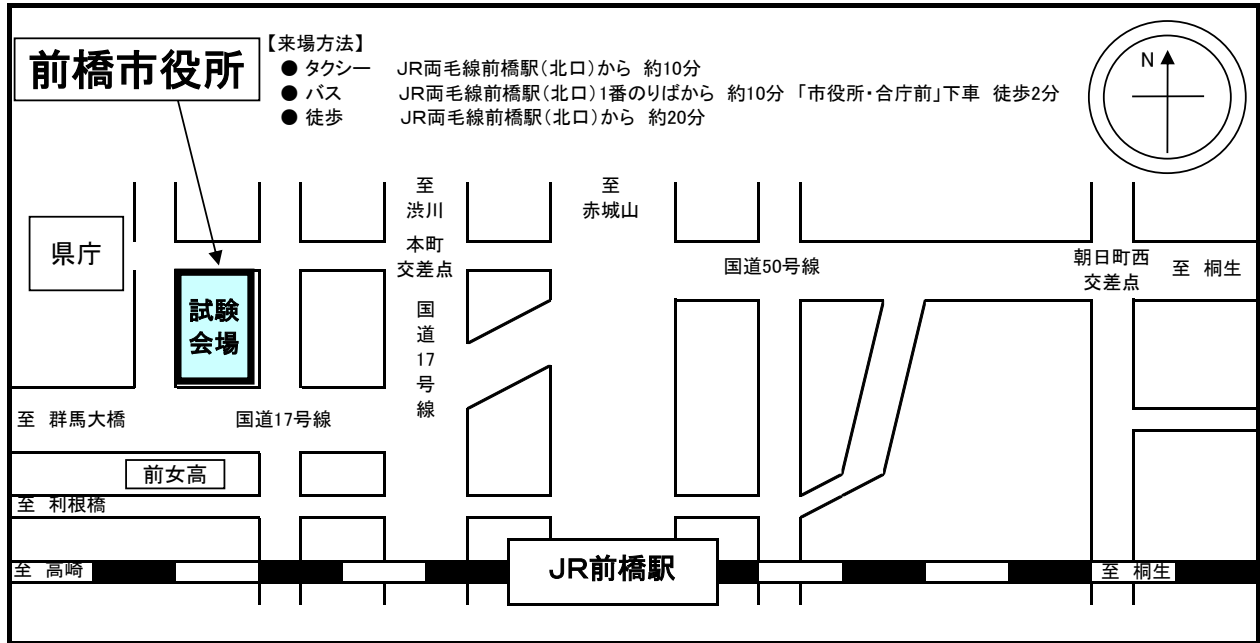 前橋市役所
【来場方法】
● タクシー　JR両毛線前橋駅（北口）から 約10分
● バス　JR両毛線前橋駅（北口）1番のりばから 約10分 「市役所・合庁前」下車 徒歩2分
● 徒歩　JR両毛線前橋駅（北口）から 約20分
N
至
渋川
至
赤城山
県庁
本町
交差点
国道50号線
朝日町西
交差点
至 桐生
試験
会場
国
道
17
号
線
至 群馬大橋
国道17号線
前女高
至 利根橋
至 高崎
JR前橋駅
至 桐生